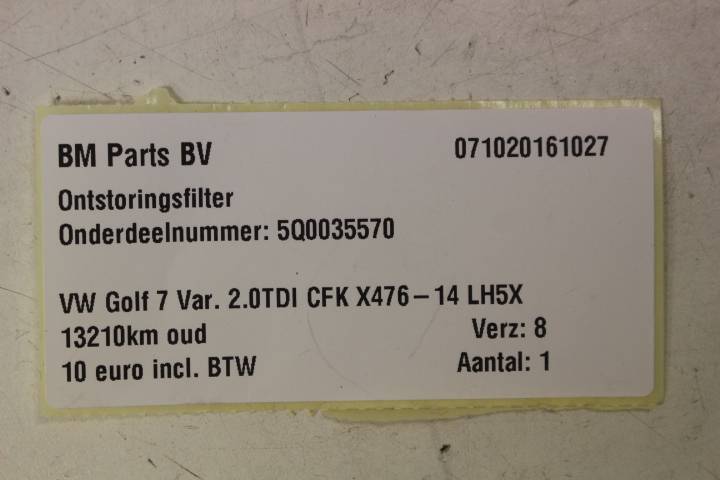 BM Parts BV 071020161027
Ontstoringsfilter
Onderdeelnummer: 5Q0035570
VW Golf 7 Var. 2.0TDI CFK X476-14 LH5X
13210km oud Verz: 8
10 euro incl. BTW Aantal: 1